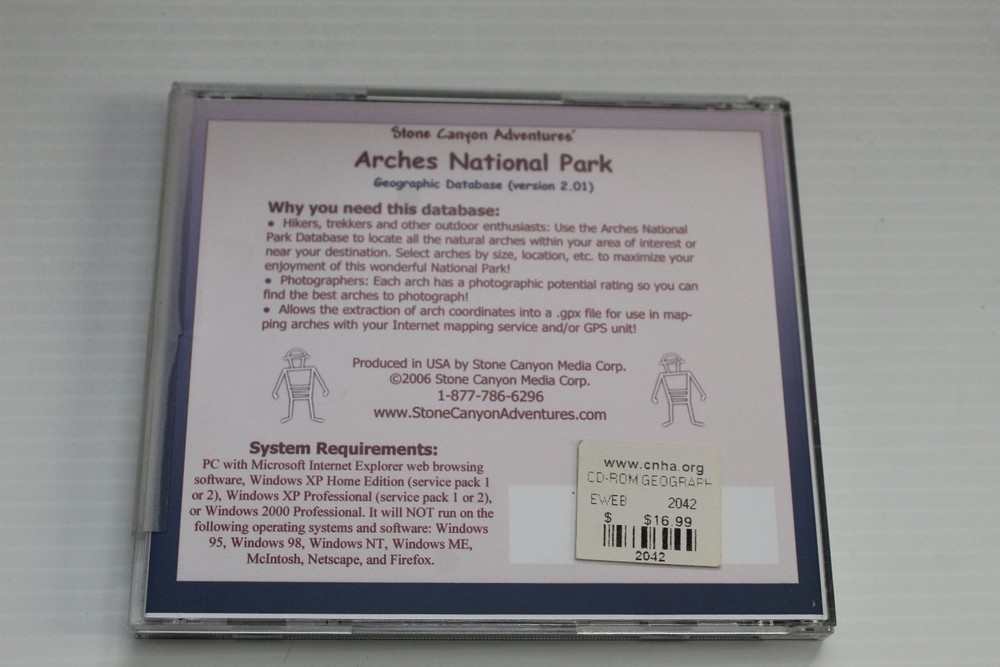 Stone Canyon Adventures'
Arches National Park
Geographic Database (version 2.01)
Why you need this database:
• Hikers, trekkers and other outdoor enthusiasts: Use the Arches National
Park Database to locate all the natural arches within your area of interest or
near your destination. Select arches by size, location, etc. to maximize your
enjoyment of this wonderful National Park!
• Photographers: Each arch has a photographic potential rating so you can
find the best arches to photograph!
• Allows the extraction of arch coordinates into a .gpx file for use in map-
ping arches with your Internet mapping service and/or GPS unit!
Produced in USA by Stone Canyon Media Corp.
©2006 Stone Canyon Media Corp.
1-877-786-6296
www.StoneCanyonAdventures.com
System Requirements:
PC with Microsoft Internet Explorer web browsing
software, Windows XP Home Edition (service pack 1
or 2), Windows XP Professional (service pack 1 or 2),
or Windows 2000 Professional. It will NOT run on the
following operating systems and software: Windows
95, Windows 98, Windows NT, Windows ME,
McIntosh, Netscape, and Firefox.
www.cnha.org
CD-ROM GEOGRAPH
EWEB 2042
$ $16.99
2042